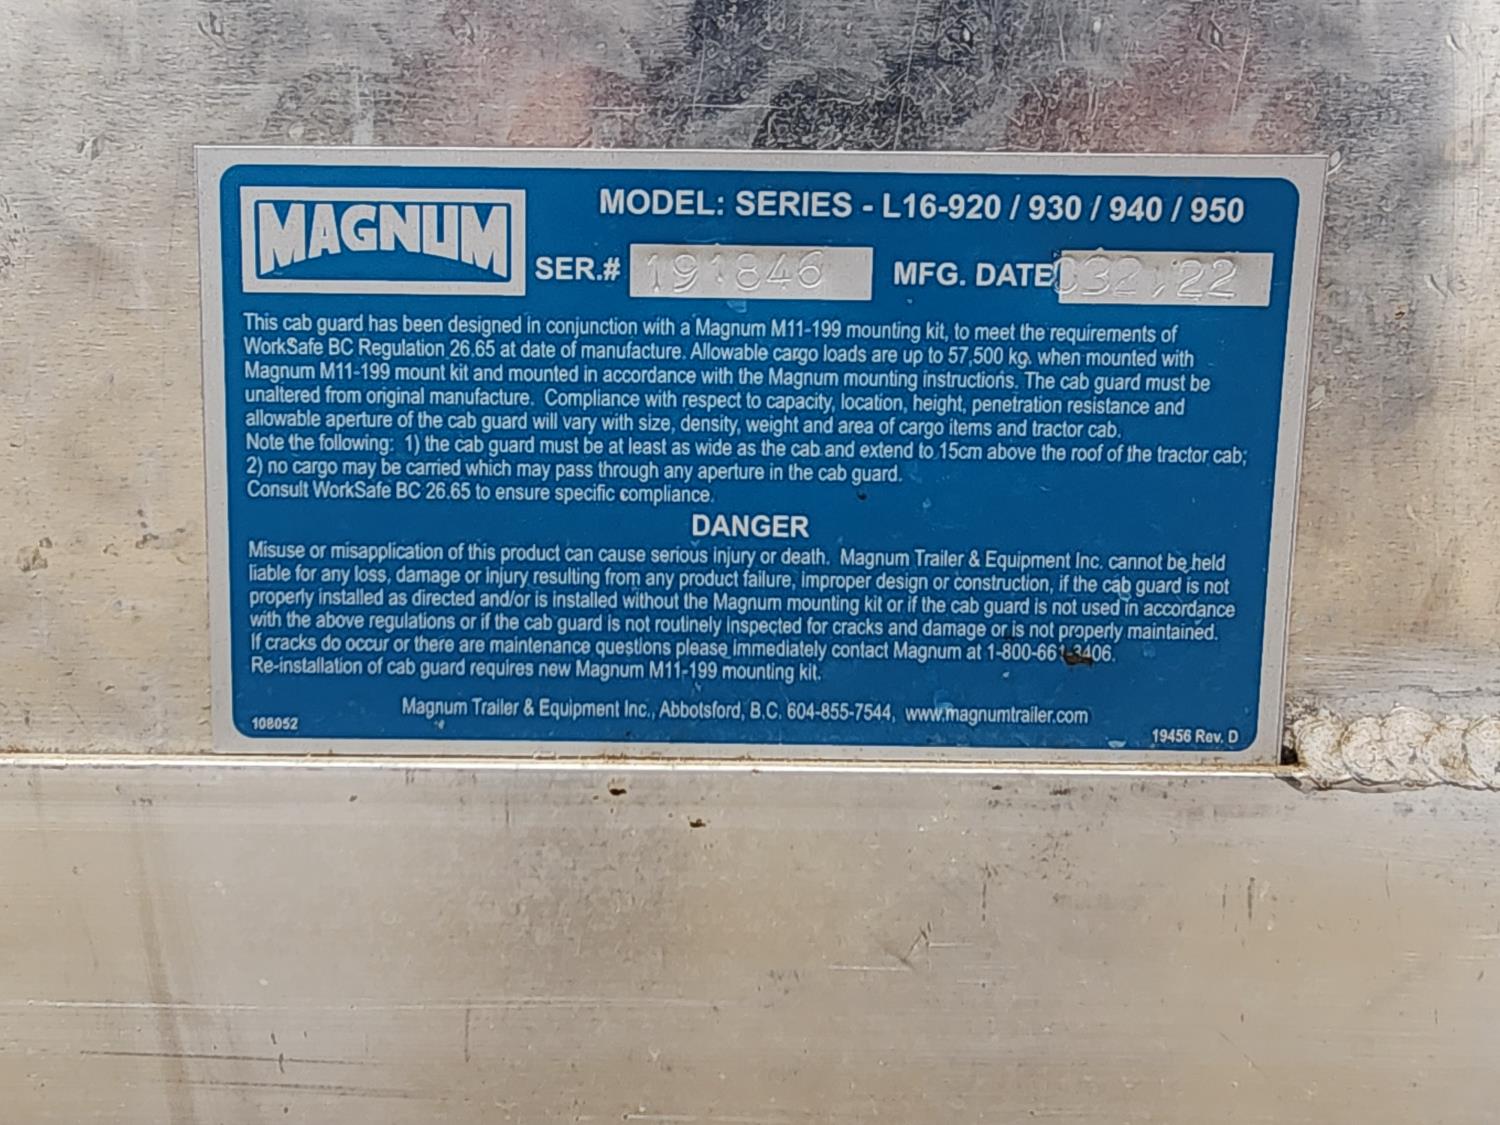 MAGNUM
MODEL: SERIES - L16-920 / 930 / 940 / 950
SER.# 191846 MFG. DATE
This cab guard has been designed in conjunction with a Magnum M11-199 mounting kit, to meet the requirements of
WorkSafe BC Regulation 26.65 at date of manufacture. Allowable cargo loads are up to 57,500 kg. when mounted with
Magnum M11-199 mount kit and mounted in accordance with the Magnum mounting instructions. The cab guard must be
unaltered from original manufacture. Compliance with respect to capacity, location, height, penetration resistance and
allowable aperture of the cab guard will vary with size, density, weight and area of cargo items and tractor cab.
Note the following: 1) the cab guard must be at least as wide as the cab and extend to 15cm above the roof of the tractor cab;
2) no cargo may be carried which may pass through any aperture in the cab guard.
Consult WorkSafe BC 26.65 to ensure specific compliance.
DANGER
Misuse or misapplication of this product can cause serious injury or death. Magnum Trailer & Equipment Inc. cannot be held
liable for any loss, damage or injury resulting from any product failure, improper design or construction, if the cab guard is not
properly installed as directed and/or is installed without the Magnum mounting kit or if the cab guard is not used in accordance
with the above regulations or if the cab guard is not routinely inspected for cracks and damage or is not properly maintained.
If cracks do occur or there are maintenance questions please immediately contact Magnum at 1-800-661-3406.
Re-installation of cab guard requires new Magnum M11-199 mounting kit.
Magnum Trailer & Equipment Inc., Abbotsford, B.C. 604-855-7544, www.magnumtrailer.com
108052
19456 Rev. D